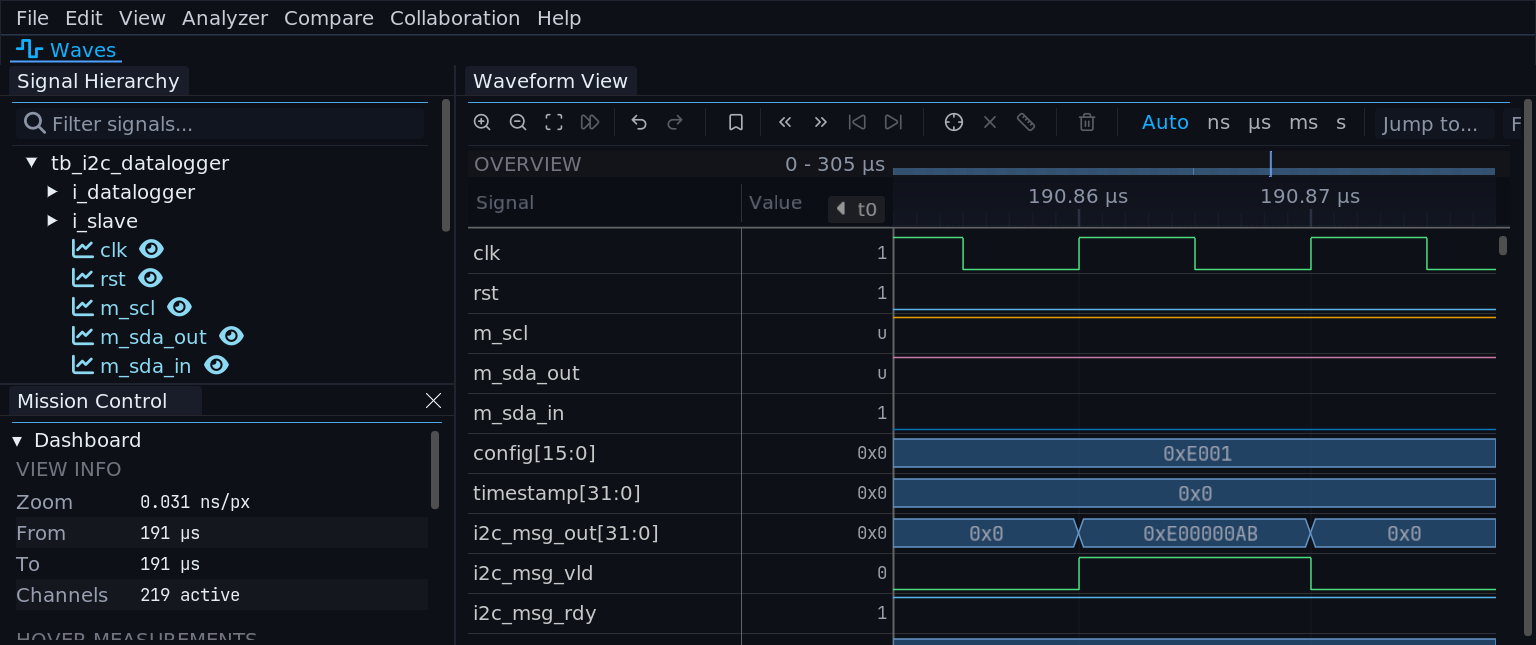 File Edit View Analyzer Compare Collaboration Help
Waves
Signal Hierarchy
Filter signals...
tb_i2c_datalogger
i_datalogger
i_slave
clk
rst
m_scl
m_sda_out
m_sda_in
Mission Control
Dashboard
VIEW INFO
Zoom 0.031 ns/px
From 191 µs
To 191 µs
Channels 219 active
HOVER MEASUREMENTS
Waveform View
Auto ns µs ms s Jump to... F
OVERVIEW 0 - 305 µs
Signal Value t0 190.86 µs 190.87 µs
clk 1
rst 1
m_scl u
m_sda_out u
m_sda_in 1
config[15:0] 0x0 0xE001
timestamp[31:0] 0x0 0x0
i2c_msg_out[31:0] 0x0 0x0 0xE00000AB 0x0
i2c_msg_vld 0
i2c_msg_rdy 1